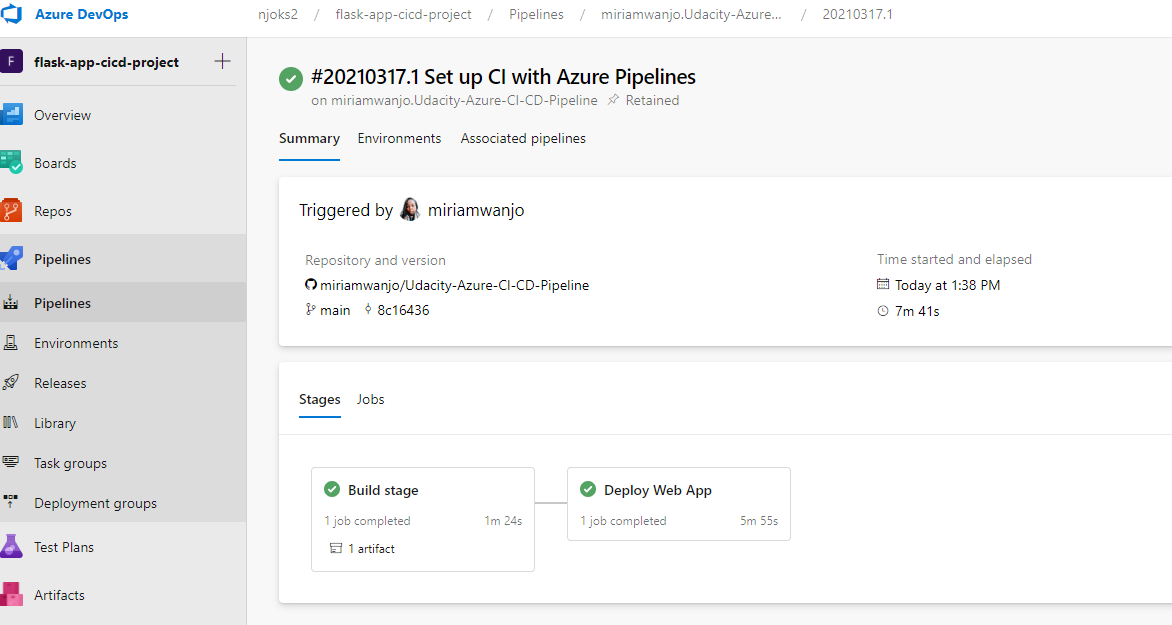 Azure DevOps
njoks2 / flask-app-cicd-project / Pipelines / miriamwanjo.Udacity-Azure... / 20210317.1
F flask-app-cicd-project
Overview
Boards
Repos
Pipelines
Pipelines
Environments
Releases
Library
Task groups
Deployment groups
Test Plans
Artifacts
#20210317.1 Set up CI with Azure Pipelines
on miriamwanjo.Udacity-Azure-CI-CD-Pipeline Retained
Summary Environments Associated pipelines
Triggered by miriamwanjo
Repository and version
miriamwanjo/Udacity-Azure-CI-CD-Pipeline
main 8c16436
Time started and elapsed
Today at 1:38 PM
7m 41s
Stages Jobs
Build stage
1 job completed 1m 24s
1 artifact
Deploy Web App
1 job completed 5m 55s